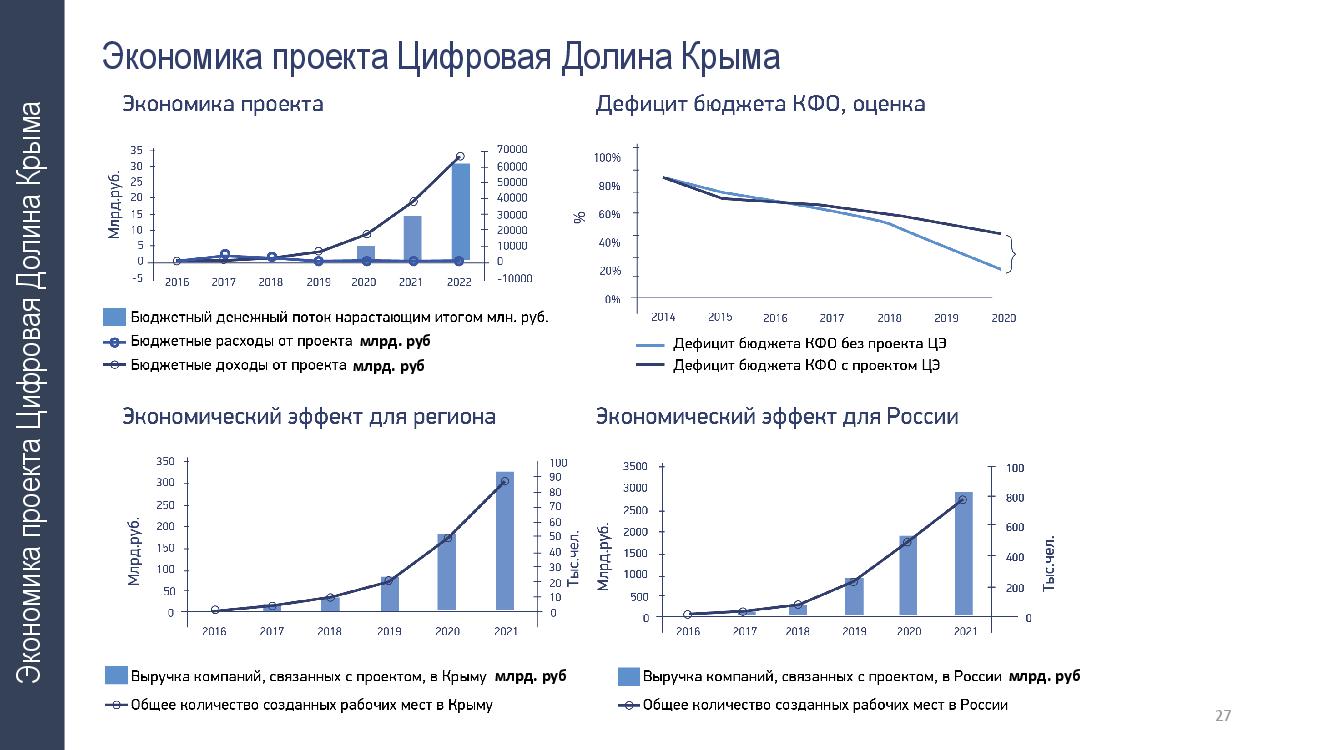 Экономика проекта Цифровая Долина Крыма
Экономика проекта Цифровая Долина Крыма
Экономика проекта
Млрд.руб.
35
30
25
20
15
10
5
0
-5
70000
60000
50000
40000
30000
20000
10000
0
-10000
2016 2017 2018 2019 2020 2021 2022
Бюджетный денежный поток нарастающим итогом млн. руб.
Бюджетные расходы от проекта млрд. руб
Бюджетные доходы от проекта млрд. руб
Дефицит бюджета КФО, оценка
%
100%
80%
60%
40%
20%
0%
2014 2015 2016 2017 2018 2019 2020
Дефицит бюджета КФО без проекта ЦЭ
Дефицит бюджета КФО с проектом ЦЭ
Экономический эффект для региона
Млрд.руб.
350
300
250
200
150
100
50
0
100
90
80
70
60
50
40
30
20
10
0
Тыс.чел.
2016 2017 2018 2019 2020 2021
Выручка компаний, связанных с проектом, в Крыму млрд. руб
Общее количество созданных рабочих мест в Крыму
Экономический эффект для России
Млрд.руб.
3500
3000
2500
2000
1500
1000
500
0
100
800
600
400
200
0
Тыс.чел.
2016 2017 2018 2019 2020 2021
Выручка компаний, связанных с проектом, в России млрд. руб
Общее количество созданных рабочих мест в России
27